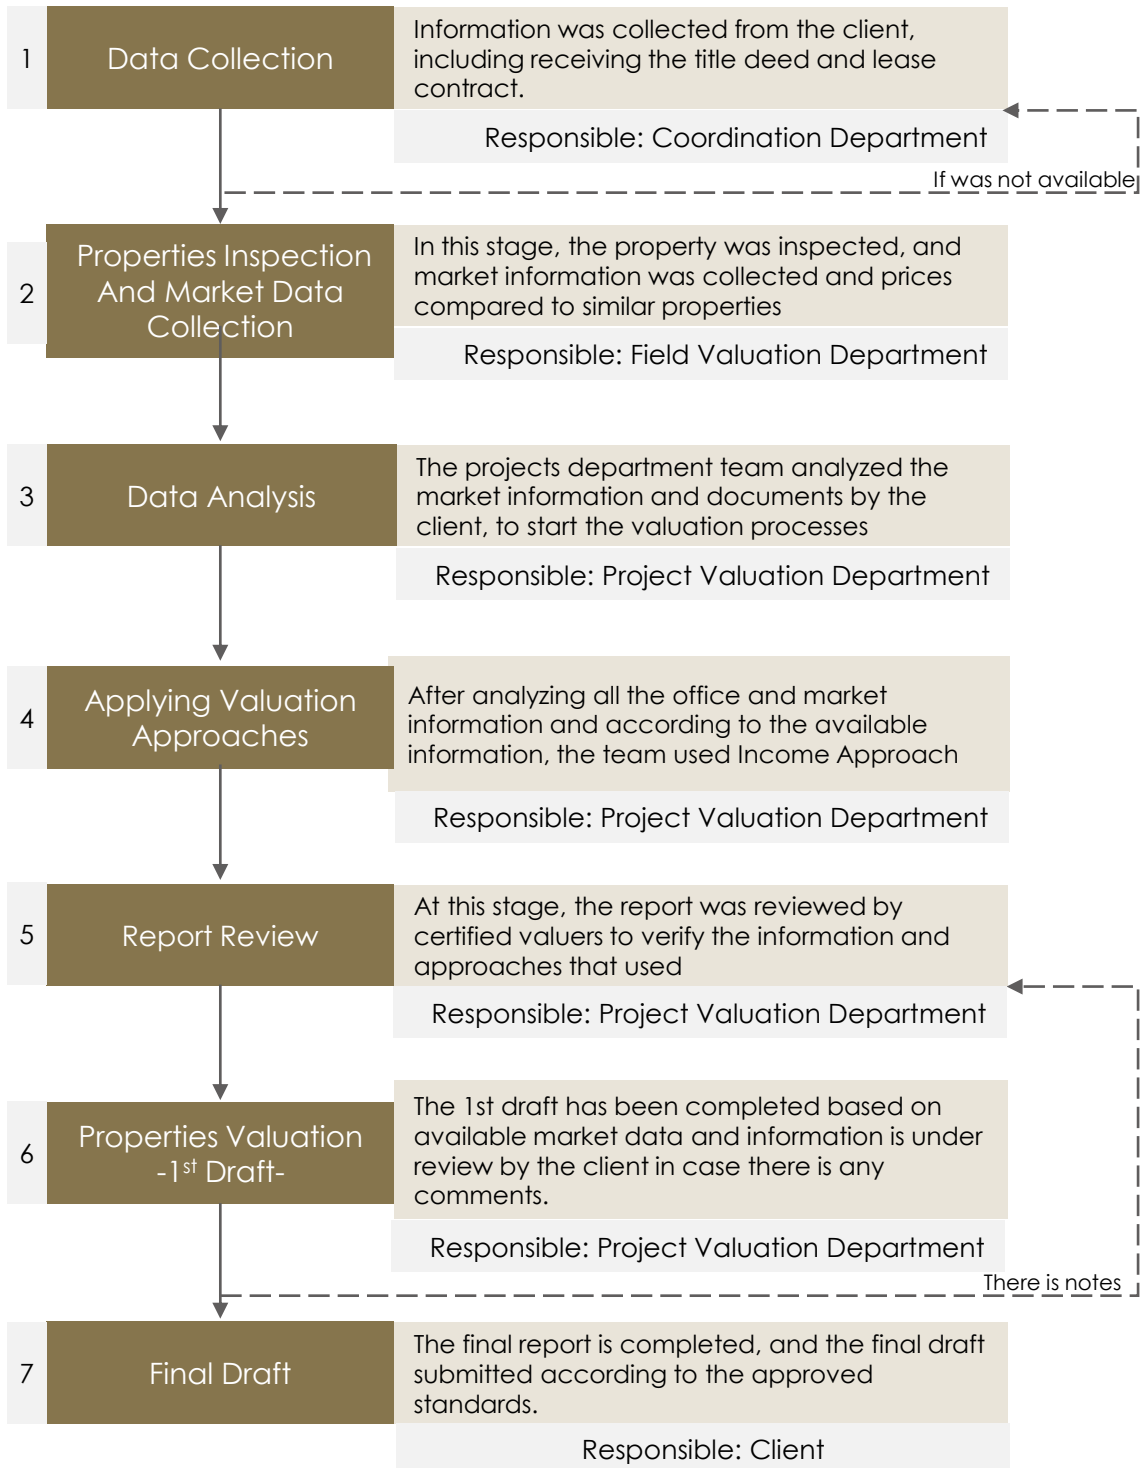 1
Data Collection
Information was collected from the client,
including receiving the title deed and lease
contract.
Responsible: Coordination Department
If was not available
2
Properties Inspection
And Market Data
Collection
In this stage, the property was inspected, and
market information was collected and prices
compared to similar properties
Responsible: Field Valuation Department
3
Data Analysis
The projects department team analyzed the
market information and documents by the
client, to start the valuation processes
Responsible: Project Valuation Department
4
Applying Valuation
Approaches
After analyzing all the office and market
information and according to the available
information, the team used Income Approach
Responsible: Project Valuation Department
5
Report Review
At this stage, the report was reviewed by
certified valuers to verify the information and
approaches that used
Responsible: Project Valuation Department
6
Properties Valuation
-1st Draft-
The 1st draft has been completed based on
available market data and information is under
review by the client in case there is any
comments.
Responsible: Project Valuation Department
There is notes
7
Final Draft
The final report is completed, and the final draft
submitted according to the approved
standards.
Responsible: Client